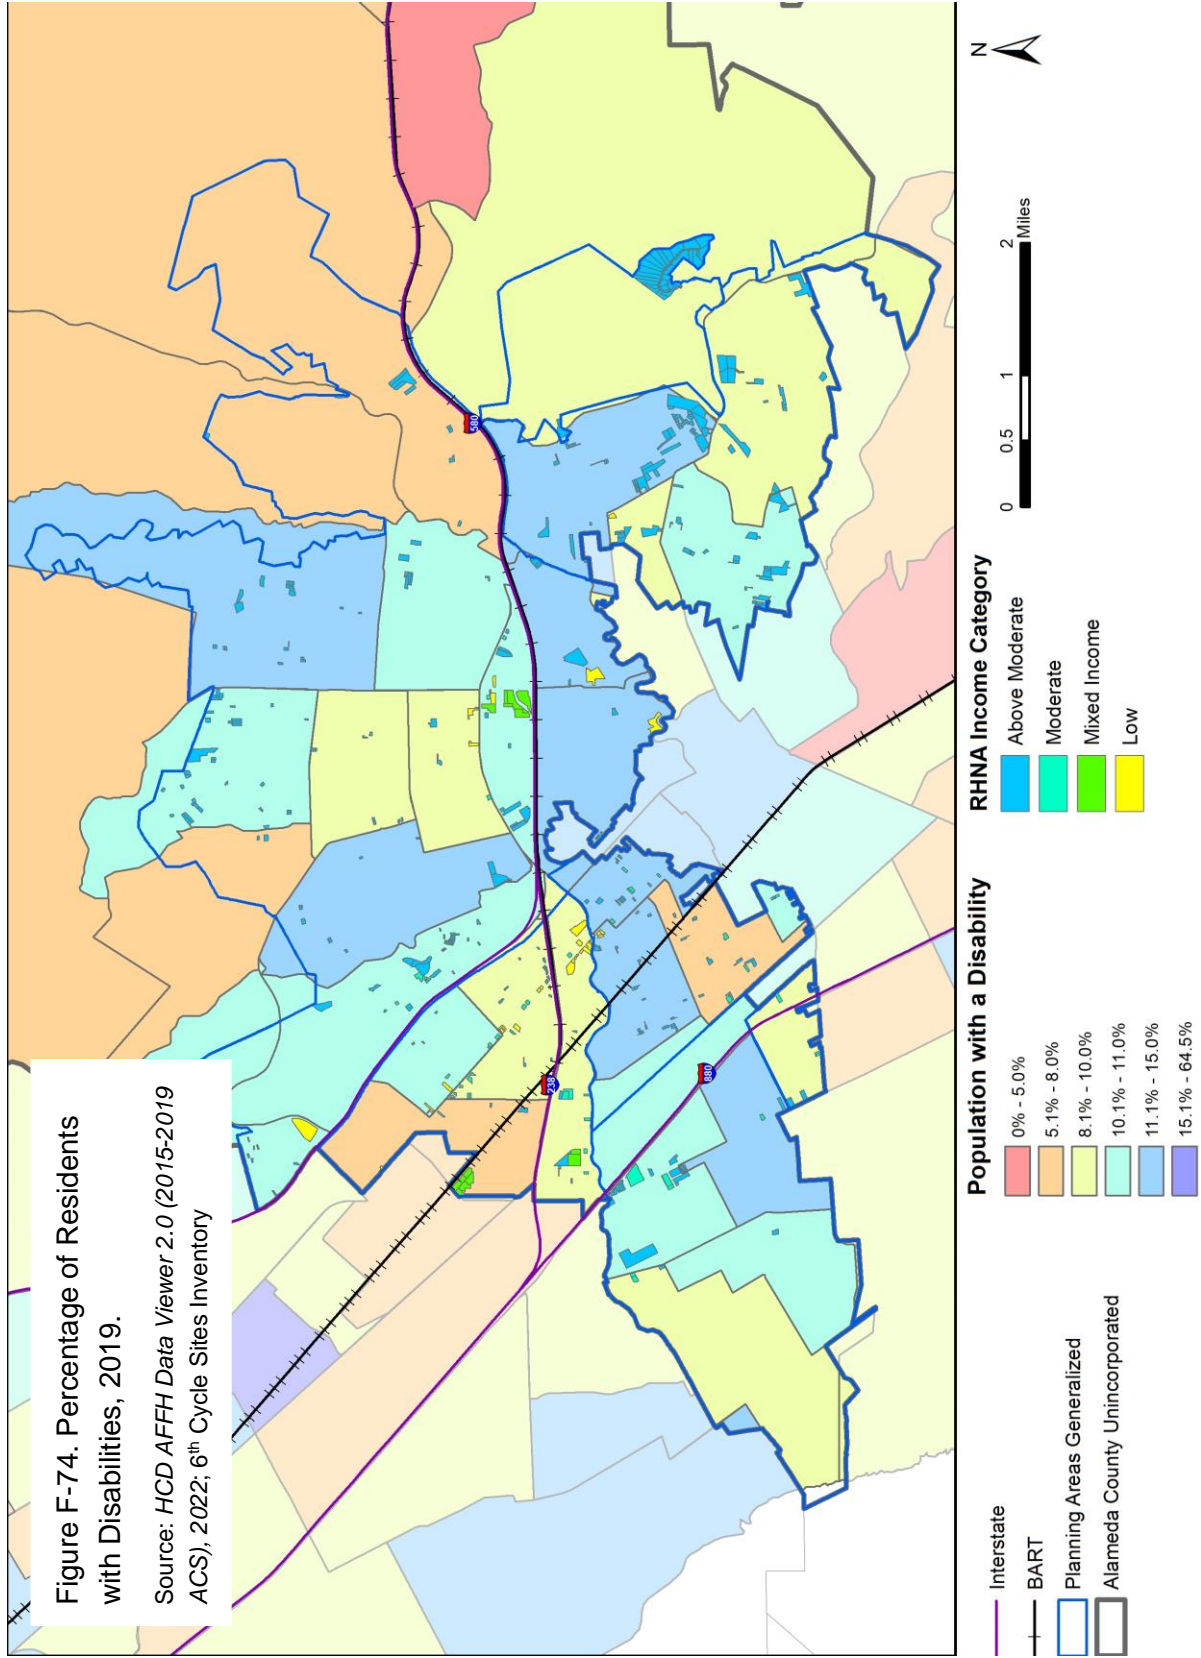 Figure F-74. Percentage of Residents
with Disabilities, 2019.
Source: HCD AFFH Data Viewer 2.0 (2015-2019
ACS), 2022; 6th Cycle Sites Inventory
580
238
880
Interstate
BART
Planning Areas Generalized
Alameda County Unincorporated
Population with a Disability
0% - 5.0%
5.1% - 8.0%
8.1% - 10.0%
10.1% - 11.0%
11.1% - 15.0%
15.1% - 64.5%
RHNA Income Category
Above Moderate
Moderate
Mixed Income
Low
0 0.5 1 2
Miles
N